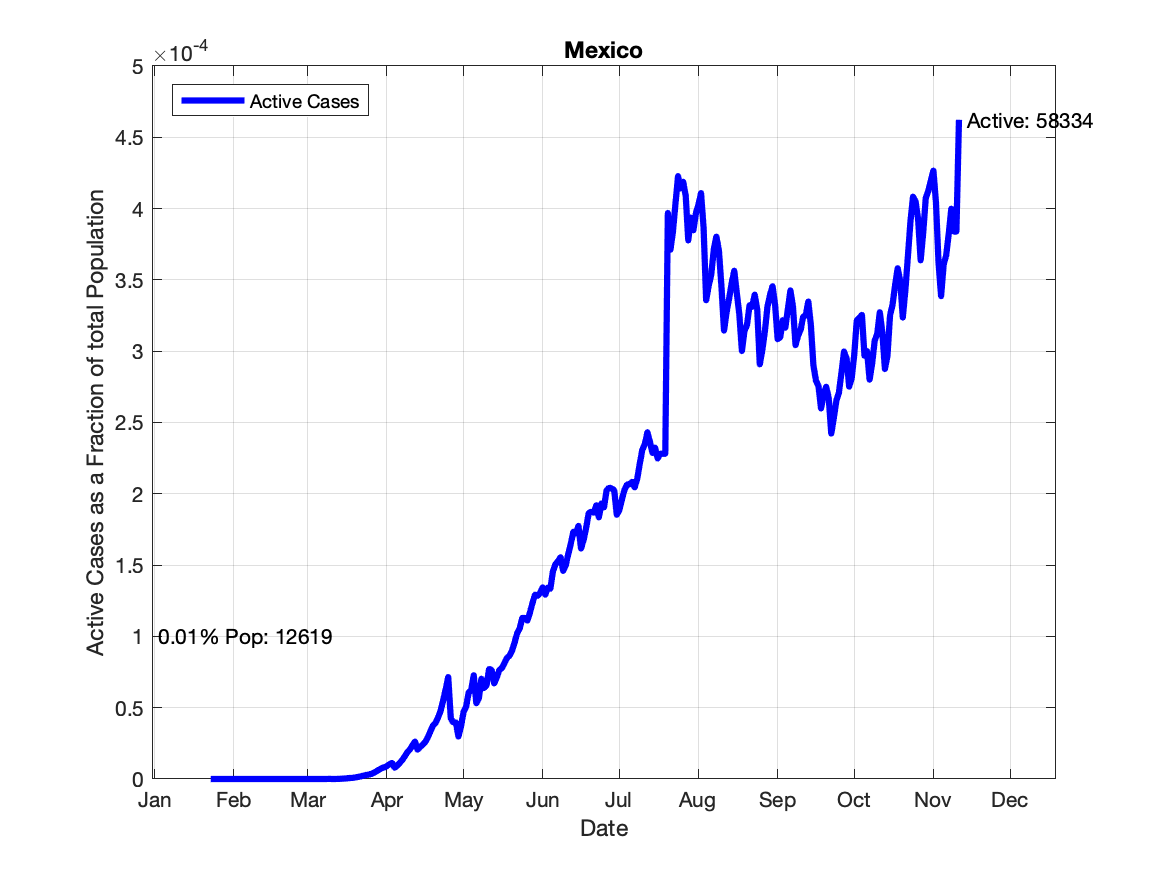 Mexico
×10^-4
Active Cases
5
4.5
4
3.5
3
2.5
2
1.5
1
0.5
0
Active: 58334
0.01% Pop: 12619
Active Cases as a Fraction of total Population
Jan Feb Mar Apr May Jun Jul Aug Sep Oct Nov Dec
Date